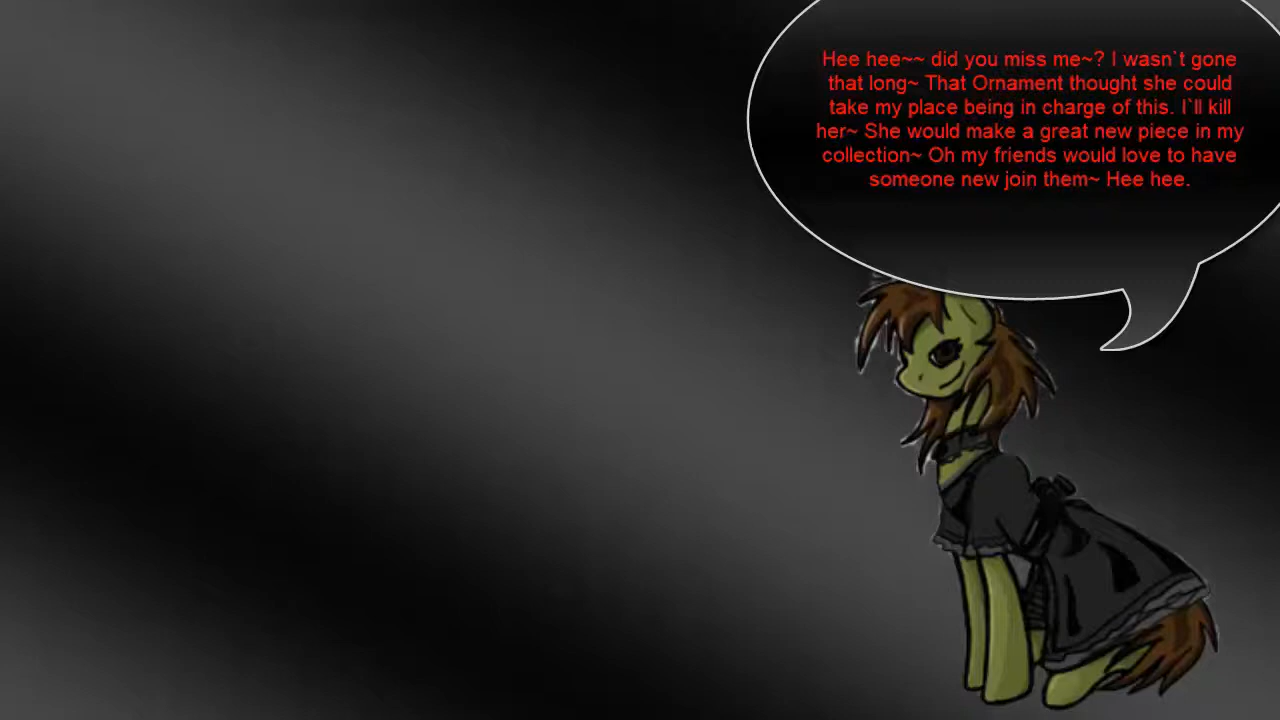 Hee hee~~ did you miss me~? I wasn`t gone
that long~ That Ornament thought she could
take my place being in charge of this. I`ll kill
her~ She would make a great new piece in my
collection~ Oh my friends would love to have
someone new join them~ Hee hee.